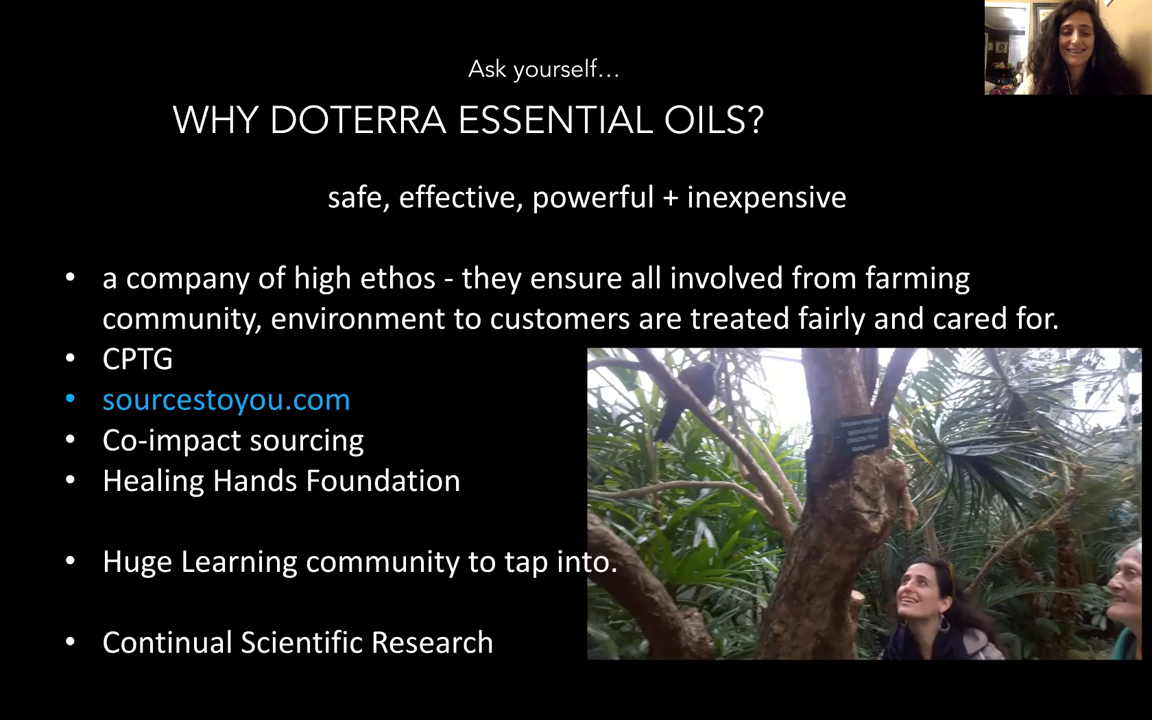 Ask yourself...
WHY DOTERRA ESSENTIAL OILS?
safe, effective, powerful + inexpensive
• a company of high ethos - they ensure all involved from farming
community, environment to customers are treated fairly and cared for.
• CPTG
• sourcestoyou.com
• Co-impact sourcing
• Healing Hands Foundation
• Huge Learning community to tap into.
• Continual Scientific Research